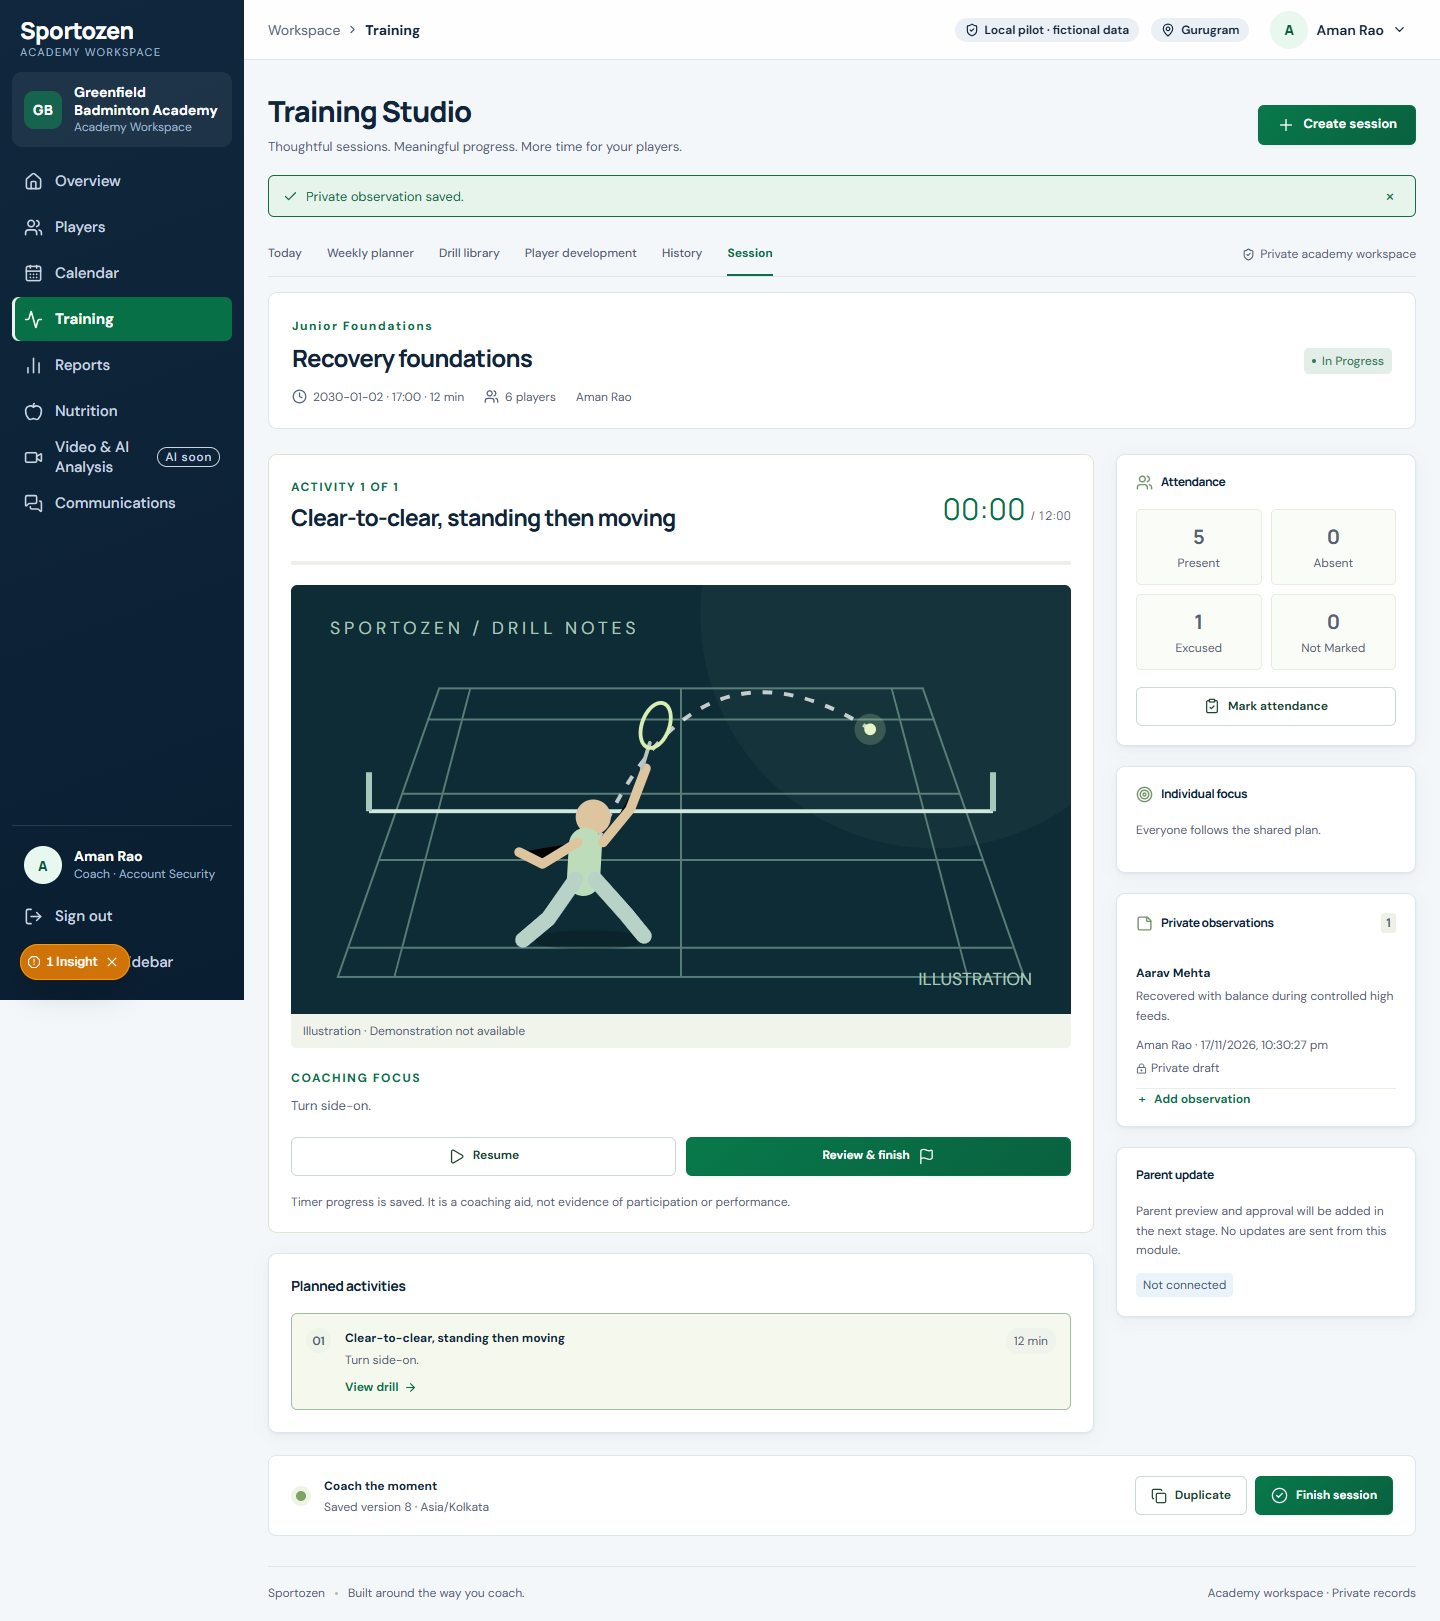 Sportozen
ACADEMY WORKSPACE
GB
Greenfield
Badminton Academy
Academy Workspace
Overview
Players
Calendar
Training
Reports
Nutrition
Video & AI
Analysis
AI soon
Communications
A
Aman Rao
Coach · Account Security
Sign out
1 Insight
debar
Workspace
Training
Local pilot · fictional data
Gurugram
A
Aman Rao
Training Studio
Thoughtful sessions. Meaningful progress. More time for your players.
Create session
Private observation saved.
Today
Weekly planner
Drill library
Player development
History
Session
Private academy workspace
Junior Foundations
Recovery foundations
2030-01-02 · 17:00 · 12 min
6 players
Aman Rao
In Progress
ACTIVITY 1 OF 1
Clear-to-clear, standing then moving
00:00 / 12:00
SPORTOZEN / DRILL NOTES
ILLUSTRATION
Illustration · Demonstration not available
COACHING FOCUS
Turn side-on.
Resume
Review & finish
Timer progress is saved. It is a coaching aid, not evidence of participation or performance.
Planned activities
01
Clear-to-clear, standing then moving
12 min
Turn side-on.
View drill
Attendance
5
Present
0
Absent
1
Excused
0
Not Marked
Mark attendance
Individual focus
Everyone follows the shared plan.
Private observations
1
Aarav Mehta
Recovered with balance during controlled high
feeds.
Aman Rao · 17/11/2026, 10:30:27 pm
Private draft
+ Add observation
Parent update
Parent preview and approval will be added in
the next stage. No updates are sent from this
module.
Not connected
Coach the moment
Saved version 8 · Asia/Kolkata
Duplicate
Finish session
Sportozen • Built around the way you coach.
Academy workspace · Private records